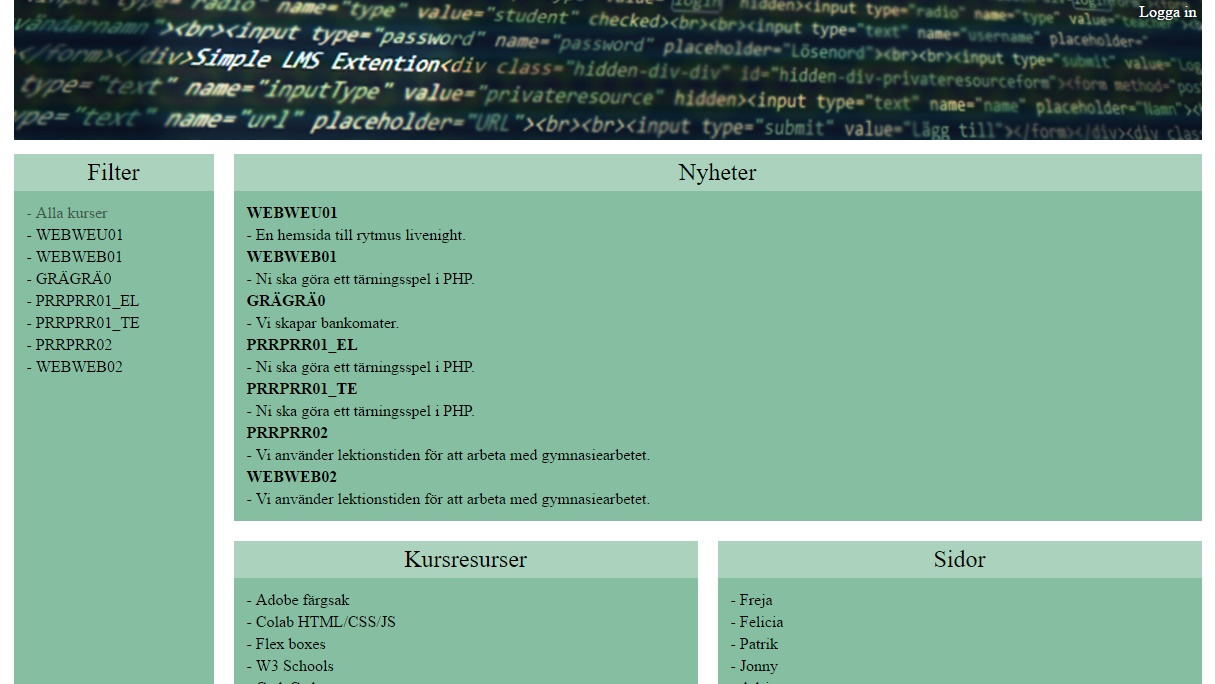 <input type="radio" name="type" value="student" checked><br><br><input type="text" name="username" placeholder="
Logga in
vändarnamn"><br><input type="password" name="password" placeholder="Lösenord"><br><br><input type="submit" value="Log
</form></div>Simple LMS Extention<div class="hidden-div-div" id="hidden-div-privateresourceform"><form method="pos
type="text" name="inputType" value="privateresource" hidden><input type="text" name="name" placeholder="Namn"><
ype="text" name="url" placeholder="URL"><br><br><input type="submit" value="Lägg till"></form></div><div clas
Filter
- Alla kurser
- WEBWEU01
- WEBWEB01
- GRÄGRÄ0
- PRRPRR01_EL
- PRRPRR01_TE
- PRRPRR02
- WEBWEB02
Nyheter
WEBWEU01
- En hemsida till rytmus livenight.
WEBWEB01
- Ni ska göra ett tärningsspel i PHP.
GRÄGRÄ0
- Vi skapar bankomater.
PRRPRR01_EL
- Ni ska göra ett tärningsspel i PHP.
PRRPRR01_TE
- Ni ska göra ett tärningsspel i PHP.
PRRPRR02
- Vi använder lektionstiden för att arbeta med gymnasiearbetet.
WEBWEB02
- Vi använder lektionstiden för att arbeta med gymnasiearbetet.
Kursresurser
- Adobe färgsak
- Colab HTML/CSS/JS
- Flex boxes
- W3 Schools
Sidor
- Freja
- Felicia
- Patrik
- Jonny